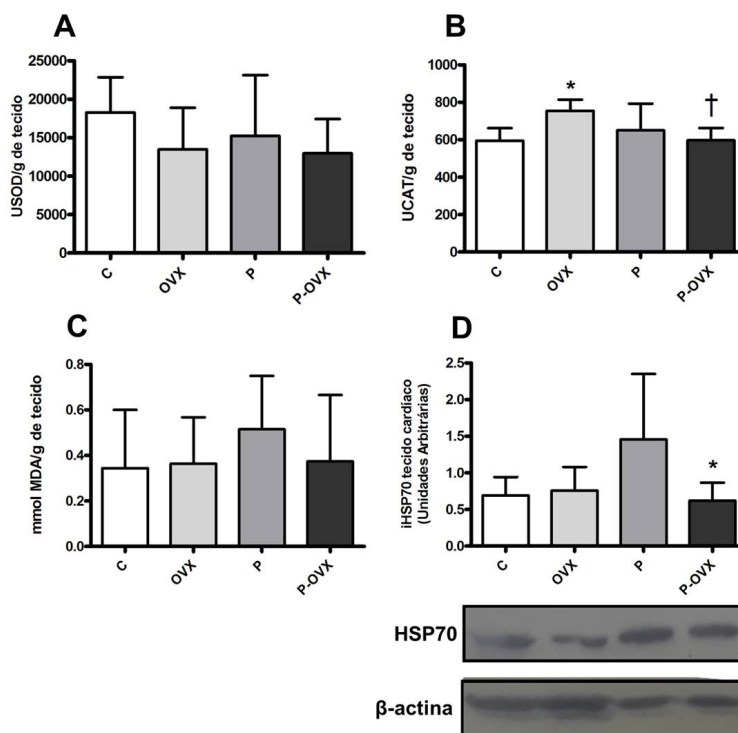 A
USOD/g de tecido
25000
20000
15000
10000
5000
0
C
OVX
P
P-OVX
B
UCAT/g de tecido
1000
800
600
400
200
0
*
†
C
OVX
P
P-OVX
C
mmol MDA/g de tecido
0.8
0.6
0.4
0.2
0.0
C
OVX
P
P-OVX
D
iHSP70 tecido cardíaco
(Unidades Arbitrárias)
2.5
2.0
1.5
1.0
0.5
0.0
*
C
OVX
P
P-OVX
HSP70
β-actina